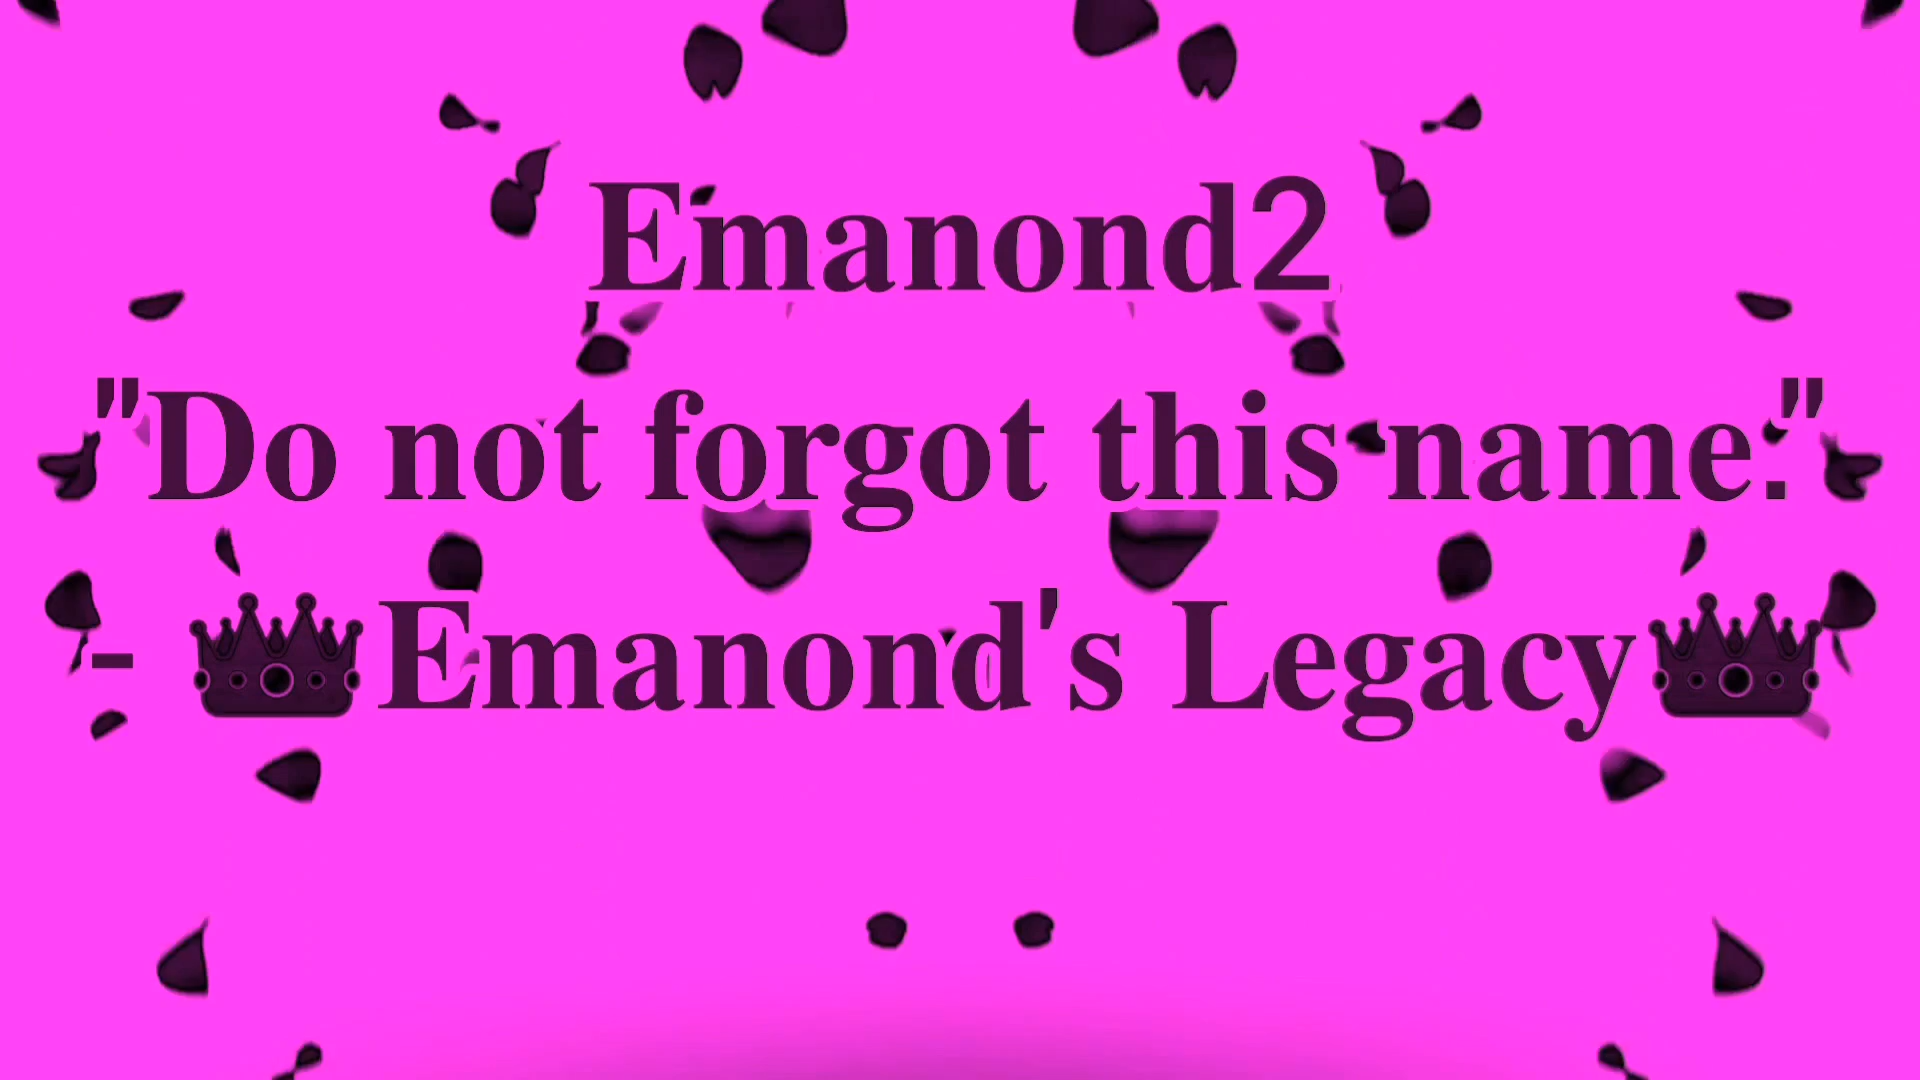 Emanond2
"Do not forgot this name."
- 👑Emanond's Legacy👑